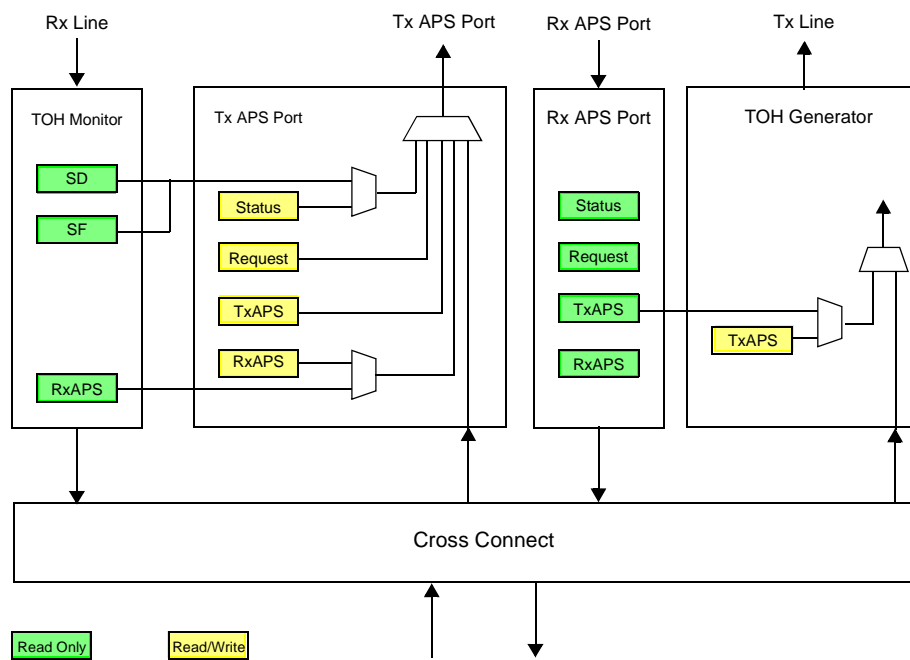 Rx Line
Tx APS Port
Rx APS Port
Tx Line
TOH Monitor
Tx APS Port
Rx APS Port
TOH Generator
SD
SF
RxAPS
Status
Request
TxAPS
RxAPS
Status
Request
TxAPS
RxAPS
TxAPS
Cross Connect
Read Only
Read/Write